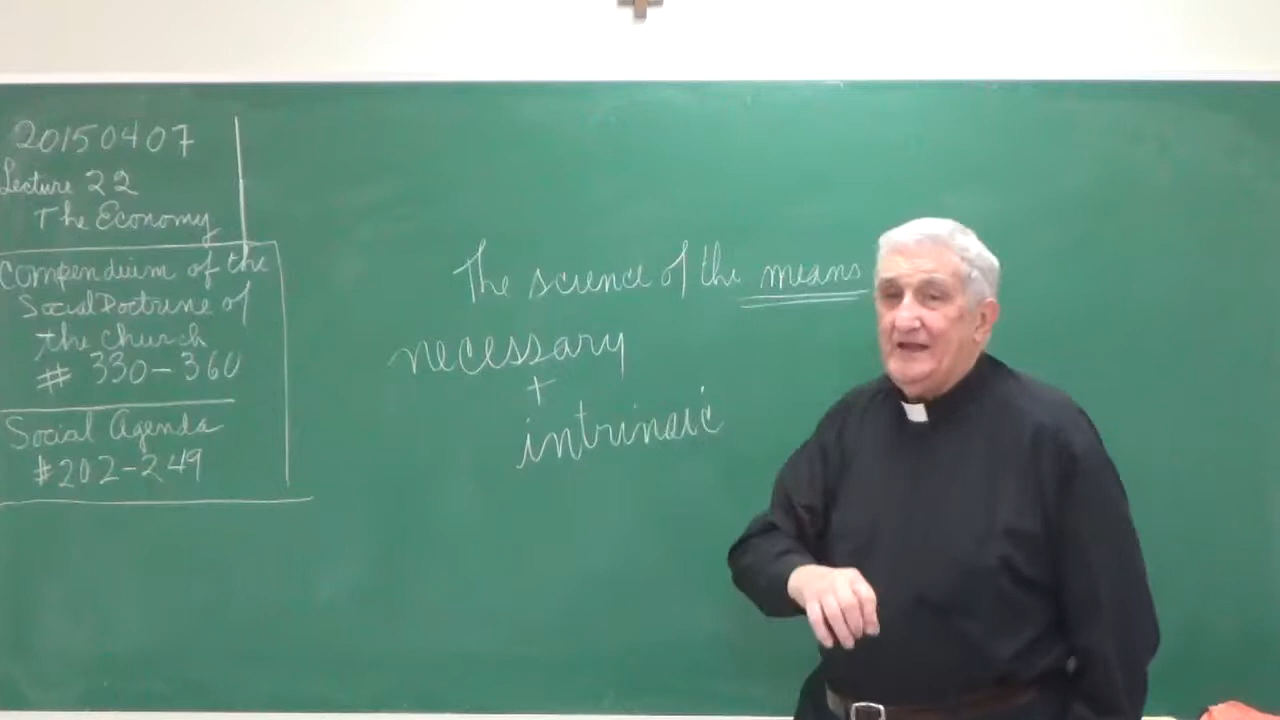 20150407
Lecture 22
The Economy
Compendium of the
Social Doctrine of
the Church
# 330-360
Social Agenda
#202-249
The science of the means
necessary
+
intrinsic